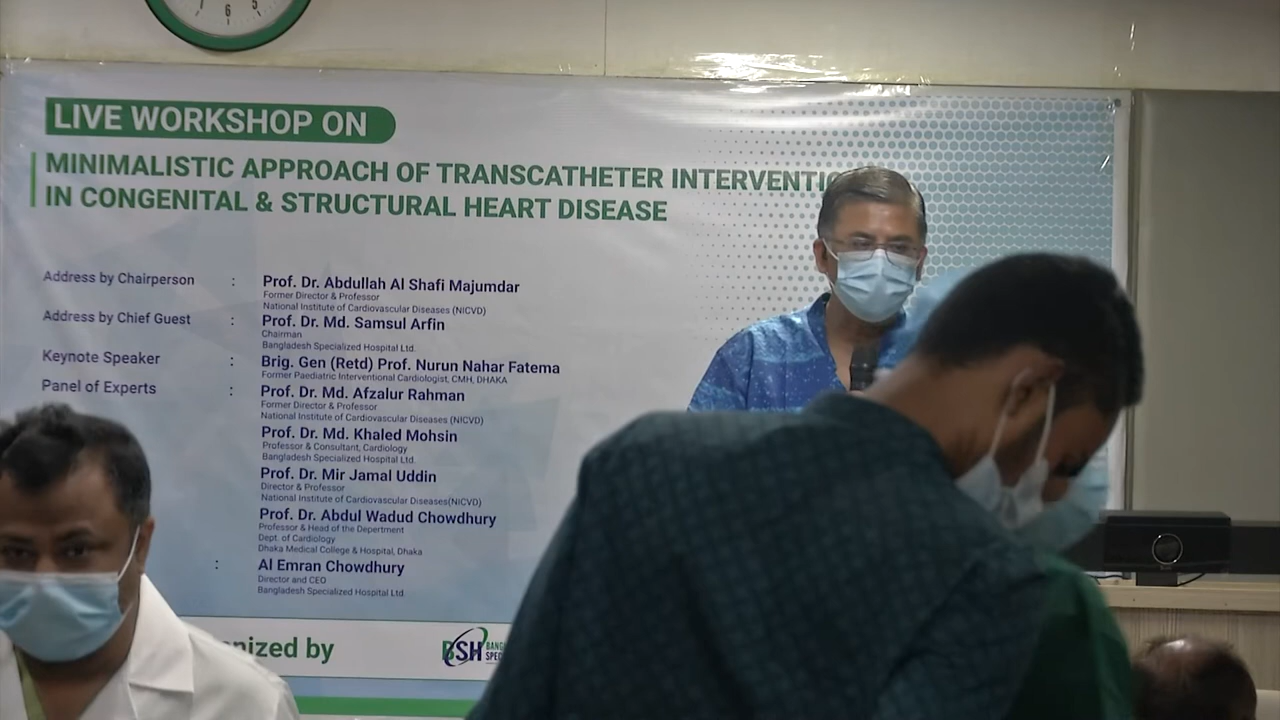 7 6 5
LIVE WORKSHOP ON
MINIMALISTIC APPROACH OF TRANSCATHETER
IN CONGENITAL & STRUCTURAL HEART DISEASE
Address by Chairperson : Prof. Dr. Abdullah Al Shafi Majumdar
Former Director & Professor
National Institute of Cardiovascular Diseases (NICVD)
Address by Chief Guest : Prof. Dr. Md. Samsul Arfin
Chairman
Bangladesh Specialized Hospital Ltd.
Keynote Speaker : Brig. Gen (Retd) Prof. Nurun Nahar Fatema
Former Paediatric Interventional Cardiologist, CMH, DHAKA
Panel of Experts : Prof. Dr. Md. Afzalur Rahman
Former Director & Professor
National Institute of Cardiovascular Diseases (NICVD)
Prof. Dr. Md. Khaled Mohsin
Professor & Consultant, Cardiology
Bangladesh Specialized Hospital Ltd.
Prof. Dr. Mir Jamal Uddin
Director & Professor
National Institute of Cardiovascular Diseases(NICVD)
Prof. Dr. Abdul Wadud Chowdhury
Professor & Head of the Department
Dept. of Cardiology
Dhaka Medical College & Hospital, Dhaka
: Al Emran Chowdhury
Director and CEO
Bangladesh Specialized Hospital Ltd
by
BSH